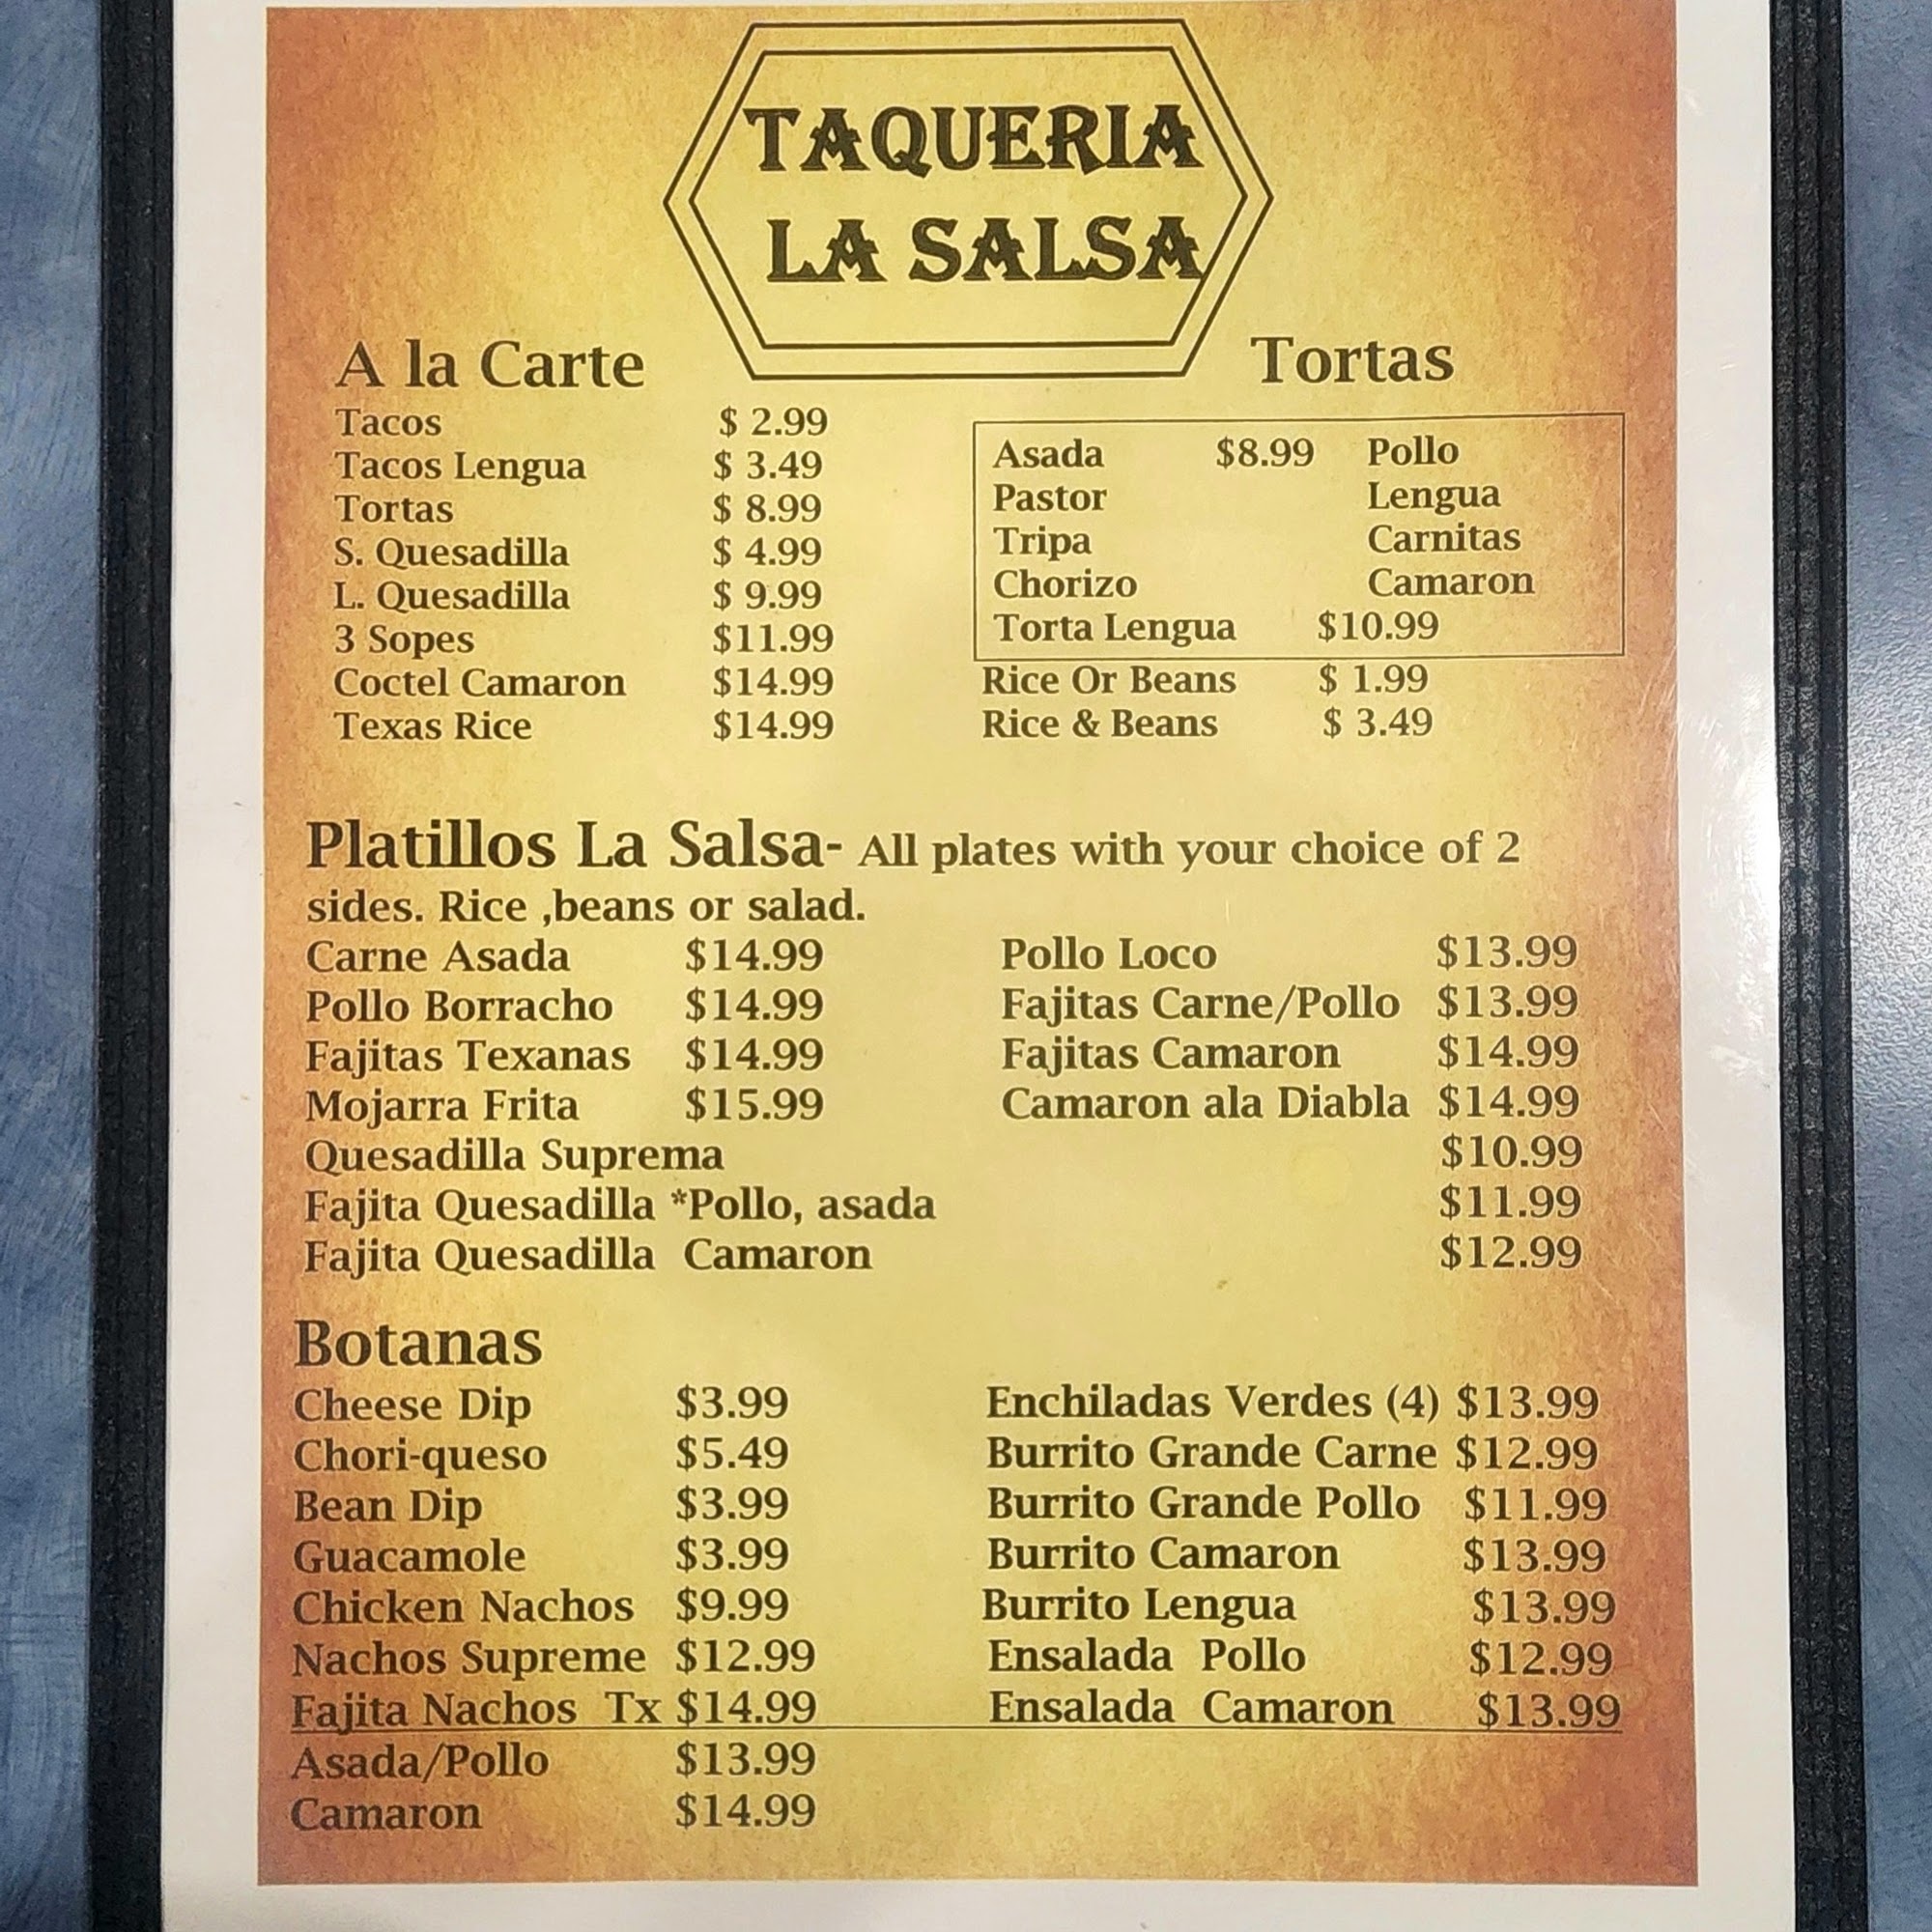 TAQUERIA
LA SALSA
A la Carte
Tacos $ 2.99
Tacos Lengua $ 3.49
Tortas $ 8.99
S. Quesadilla $ 4.99
L. Quesadilla $ 9.99
3 Sopes $11.99
Coctel Camaron $14.99
Texas Rice $14.99
Tortas
Asada $8.99 Pollo
Pastor Lengua
Tripa Carnitas
Chorizo Camaron
Torta Lengua $10.99
Rice Or Beans $ 1.99
Rice & Beans $ 3.49
Platillos La Salsa- All plates with your choice of 2
sides. Rice ,beans or salad.
Carne Asada $14.99 Pollo Loco $13.99
Pollo Borracho $14.99 Fajitas Carne/Pollo $13.99
Fajitas Texanas $14.99 Fajitas Camaron $14.99
Mojarra Frita $15.99 Camaron ala Diabla $14.99
Quesadilla Suprema $10.99
Fajita Quesadilla *Pollo, asada $11.99
Fajita Quesadilla Camaron $12.99
Botanas
Cheese Dip $3.99 Enchiladas Verdes (4) $13.99
Chori-queso $5.49 Burrito Grande Carne $12.99
Bean Dip $3.99 Burrito Grande Pollo $11.99
Guacamole $3.99 Burrito Camaron $13.99
Chicken Nachos $9.99 Burrito Lengua $13.99
Nachos Supreme $12.99 Ensalada Pollo $12.99
Fajita Nachos Tx $14.99 Ensalada Camaron $13.99
Asada/Pollo $13.99
Camaron $14.99